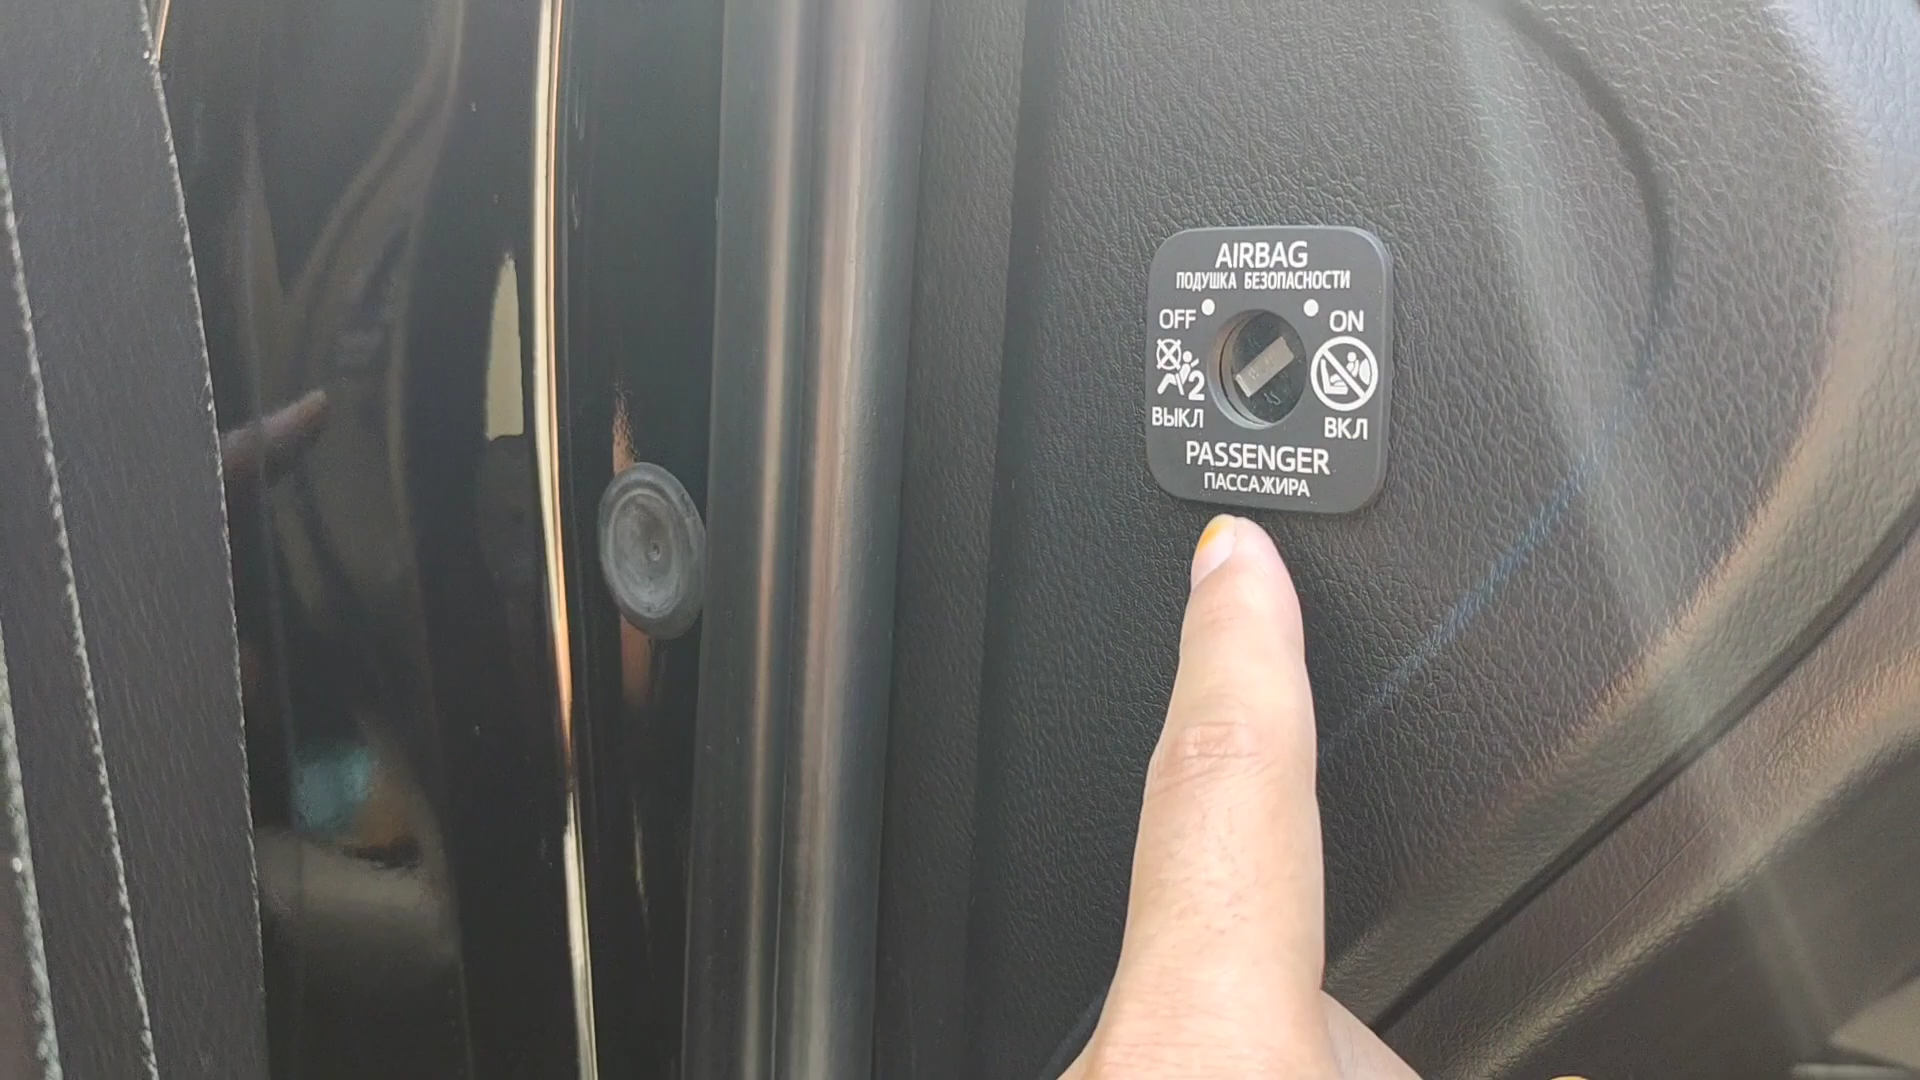 AIRBAG
ПОДУШКА БЕЗОПАСНОСТИ
OFF ON
2
ВЫКЛ ВКЛ
PASSENGER
ПАССАЖИРА